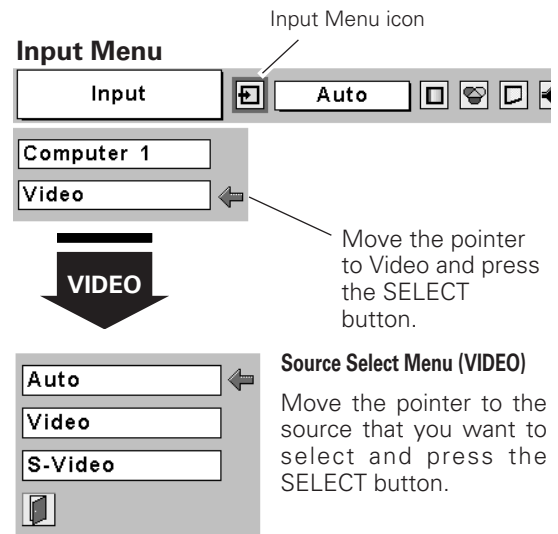 Input Menu icon
Input Menu
Input Auto
Computer 1
Video
Move the pointer
to Video and press
the SELECT
button.
VIDEO
Auto
Video
S-Video
Source Select Menu (VIDEO)
Move the pointer to the
source that you want to
select and press the
SELECT button.